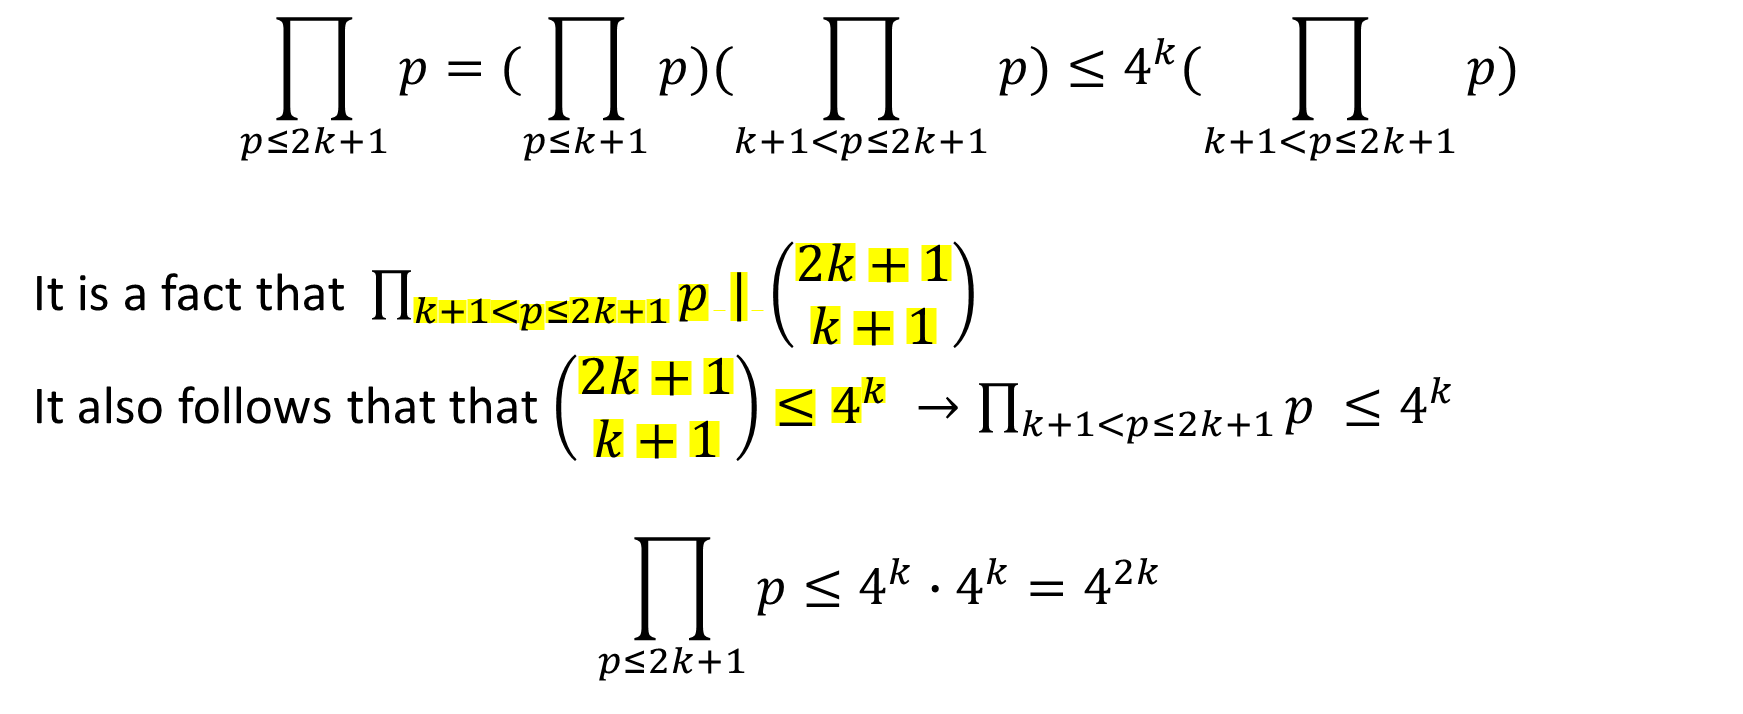 ∏_{p≤2k+1} p = ( ∏_{p≤k+1} p)( ∏_{k+1<p≤2k+1} p) ≤ 4^k ( ∏_{k+1<p≤2k+1} p)
It is a fact that ∏_{k+1<p≤2k+1} p | \binom{2k+1}{k+1}
It also follows that that \binom{2k+1}{k+1} ≤ 4^k → ∏_{k+1<p≤2k+1} p ≤ 4^k
∏_{p≤2k+1} p ≤ 4^k · 4^k = 4^{2k}